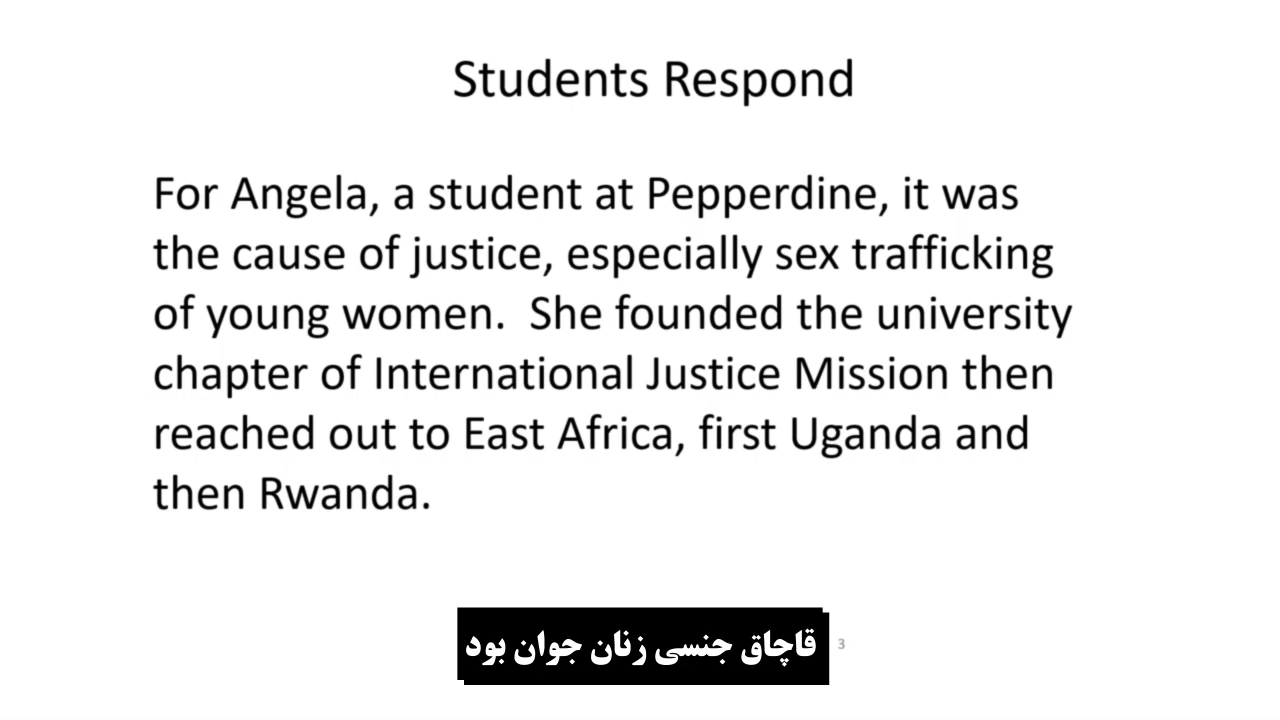 Students Respond
For Angela, a student at Pepperdine, it was
the cause of justice, especially sex trafficking
of young women.  She founded the university
chapter of International Justice Mission then
reached out to East Africa, first Uganda and
then Rwanda.
قاچاق جنسی زنان جوان بود
3